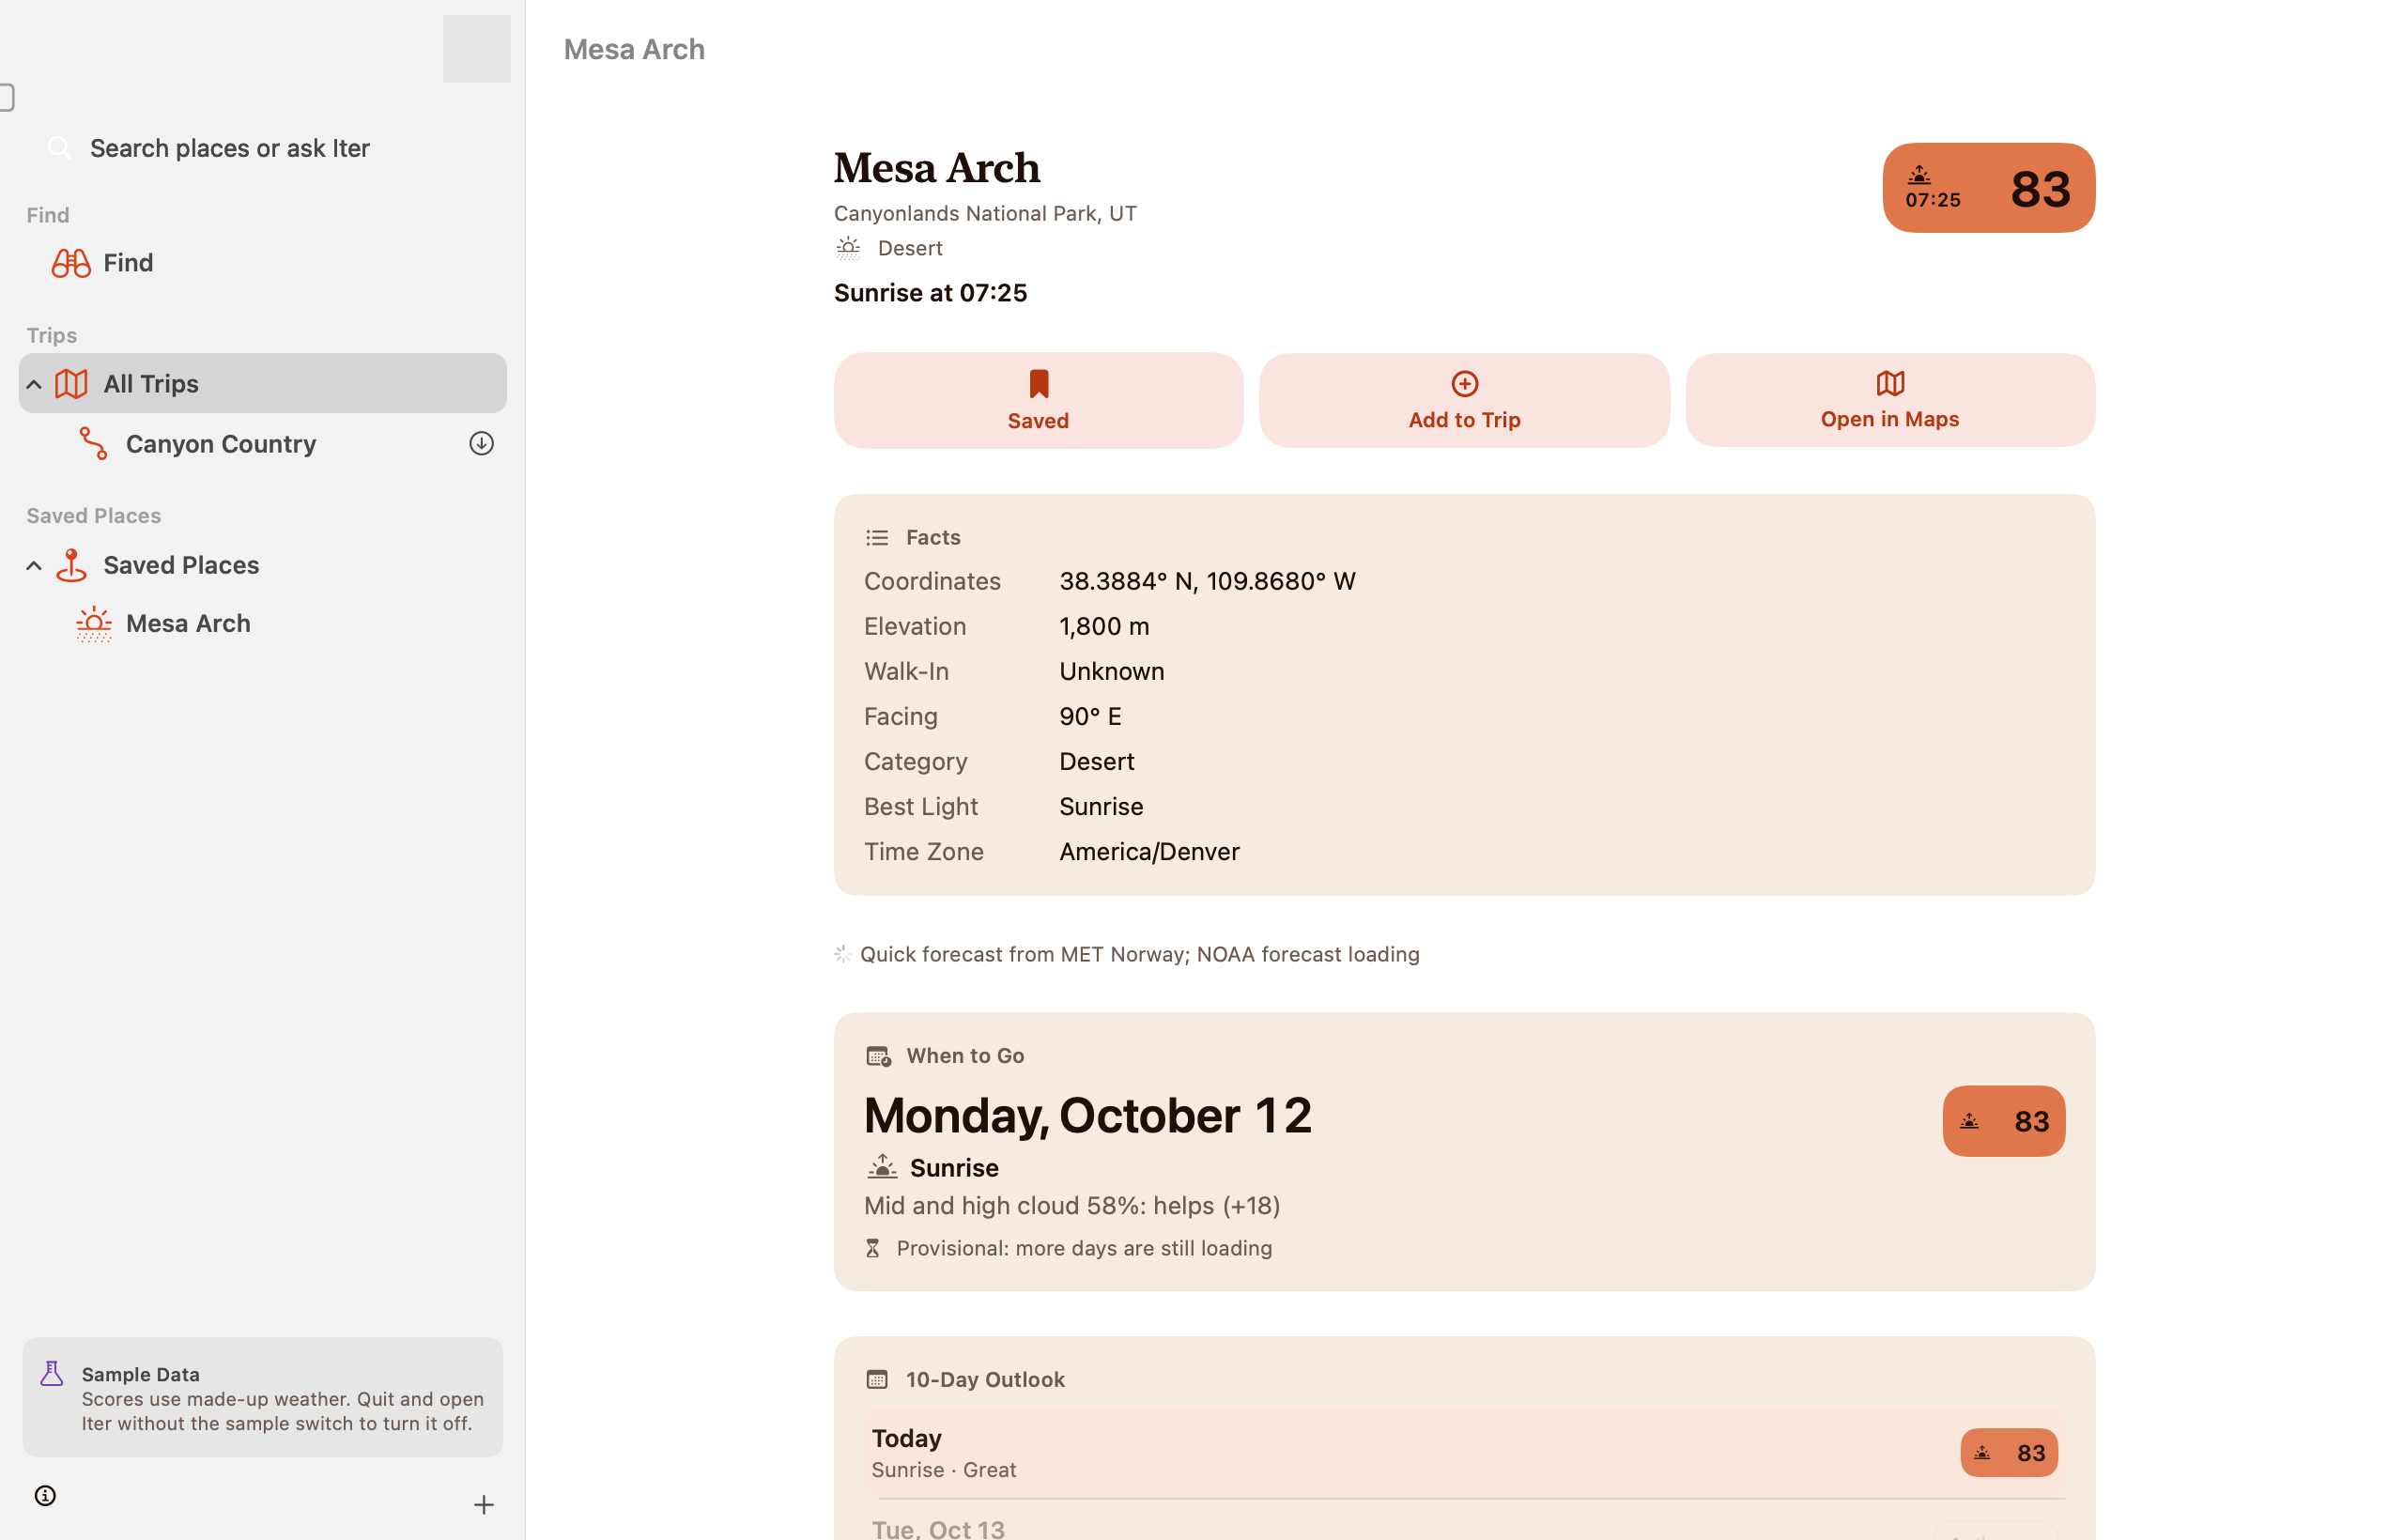 Mesa Arch
Search places or ask Iter
Find
Find
Trips
All Trips
Canyon Country
Saved Places
Saved Places
Mesa Arch
Sample Data
Scores use made-up weather. Quit and open
Iter without the sample switch to turn it off.
Mesa Arch
Canyonlands National Park, UT
Desert
Sunrise at 07:25
07:25
83
Saved
Add to Trip
Open in Maps
Facts
Coordinates 38.3884° N, 109.8680° W
Elevation 1,800 m
Walk-In Unknown
Facing 90° E
Category Desert
Best Light Sunrise
Time Zone America/Denver
Quick forecast from MET Norway; NOAA forecast loading
When to Go
Monday, October 12
83
Sunrise
Mid and high cloud 58%: helps (+18)
Provisional: more days are still loading
10-Day Outlook
Today
Sunrise · Great
83
Tue, Oct 13